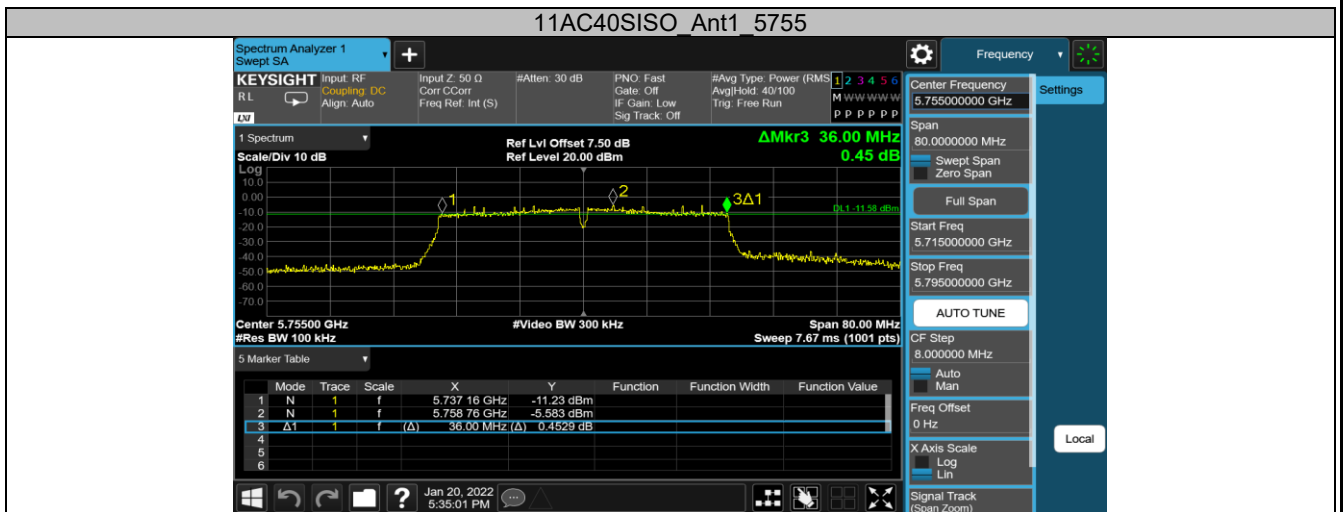 11AC40SISO_Ant1_5755
Spectrum Analyzer 1
Swept SA
+
Frequency
KEYSIGHT
RL
LXI
Input: RF
Coupling: DC
Align: Auto
Input Z: 50 Ω
Corr CCorr
Freq Ref: Int (S)
#Atten: 30 dB
PNO: Fast
Gate: Off
IF Gain: Low
Sig Track: Off
#Avg Type: Power (RMS
Avg|Hold: 40/100
Trig: Free Run
1 2 3 4 5 6
M W W W W W
P P P P P P
1 Spectrum
Scale/Div 10 dB
Ref Lvl Offset 7.50 dB
Ref Level 20.00 dBm
ΔMkr3 36.00 MHz
0.45 dB
Log
10.0
0.00
-10.0
-20.0
-30.0
-40.0
-50.0
-60.0
-70.0
1
2
3Δ1
DL1 -11.58 dBm
Center 5.75500 GHz
#Res BW 100 kHz
#Video BW 300 kHz
Span 80.00 MHz
Sweep 7.67 ms (1001 pts)
5 Marker Table
Mode Trace Scale X Y Function Function Width Function Value
1 N 1 f 5.737 16 GHz -11.23 dBm
2 N 1 f 5.758 76 GHz -5.583 dBm
3 Δ1 1 f (Δ) 36.00 MHz (Δ) 0.4529 dB
4
5
6
?
Jan 20, 2022
5:35:01 PM
Center Frequency
5.755000000 GHz
Span
80.0000000 MHz
Swept Span
Zero Span
Full Span
Start Freq
5.715000000 GHz
Stop Freq
5.795000000 GHz
AUTO TUNE
CF Step
8.000000 MHz
Auto
Man
Freq Offset
0 Hz
X Axis Scale
Log
Lin
Signal Track
(Span Zoom)
Settings
Local